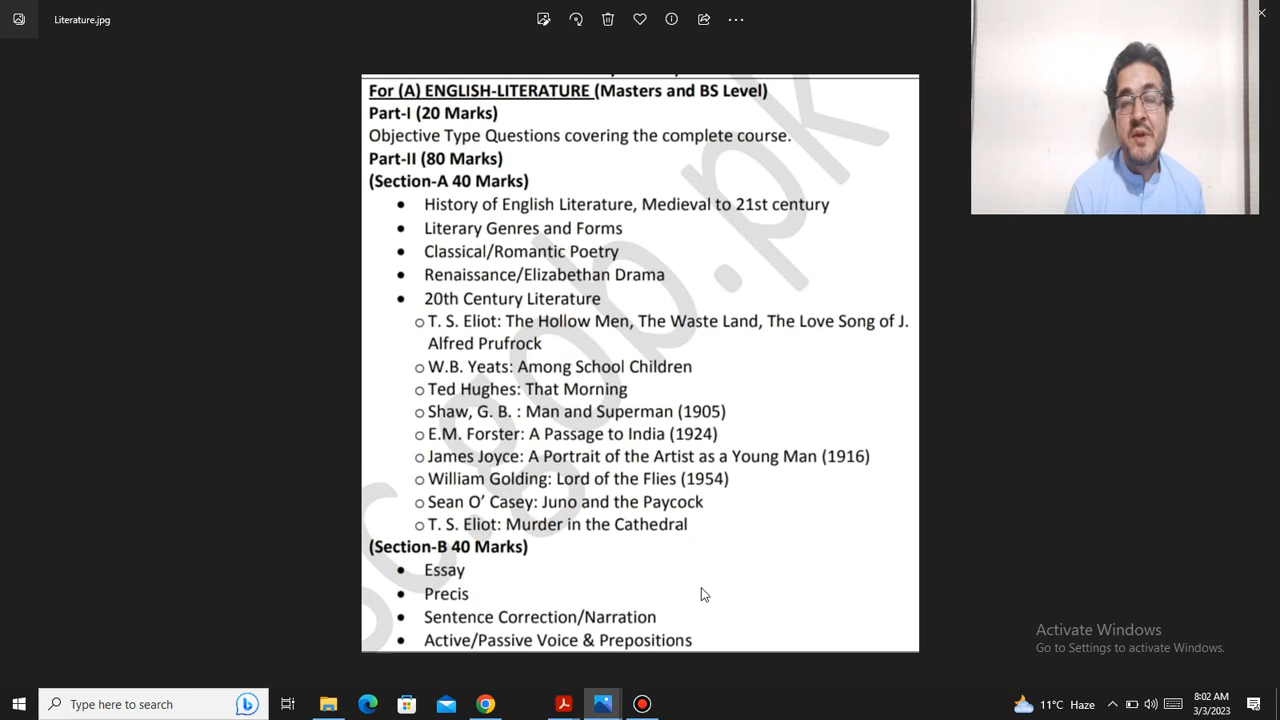 Literature.jpg
For (A) ENGLISH-LITERATURE (Masters and BS Level)
Part-I (20 Marks)
Objective Type Questions covering the complete course.
Part-II (80 Marks)
(Section-A 40 Marks)
• History of English Literature, Medieval to 21st century
• Literary Genres and Forms
• Classical/Romantic Poetry
• Renaissance/Elizabethan Drama
• 20th Century Literature
o T. S. Eliot: The Hollow Men, The Waste Land, The Love Song of J.
Alfred Prufrock
o W.B. Yeats: Among School Children
o Ted Hughes: That Morning
o Shaw, G. B. : Man and Superman (1905)
o E.M. Forster: A Passage to India (1924)
o James Joyce: A Portrait of the Artist as a Young Man (1916)
o William Golding: Lord of the Flies (1954)
o Sean O’ Casey: Juno and the Paycock
o T. S. Eliot: Murder in the Cathedral
(Section-B 40 Marks)
• Essay
• Precis
• Sentence Correction/Narration
• Active/Passive Voice & Prepositions
sc.gob.pk
Activate Windows
Go to Settings to activate Windows.
Type here to search
11°C Haze
8:02 AM
3/3/2023